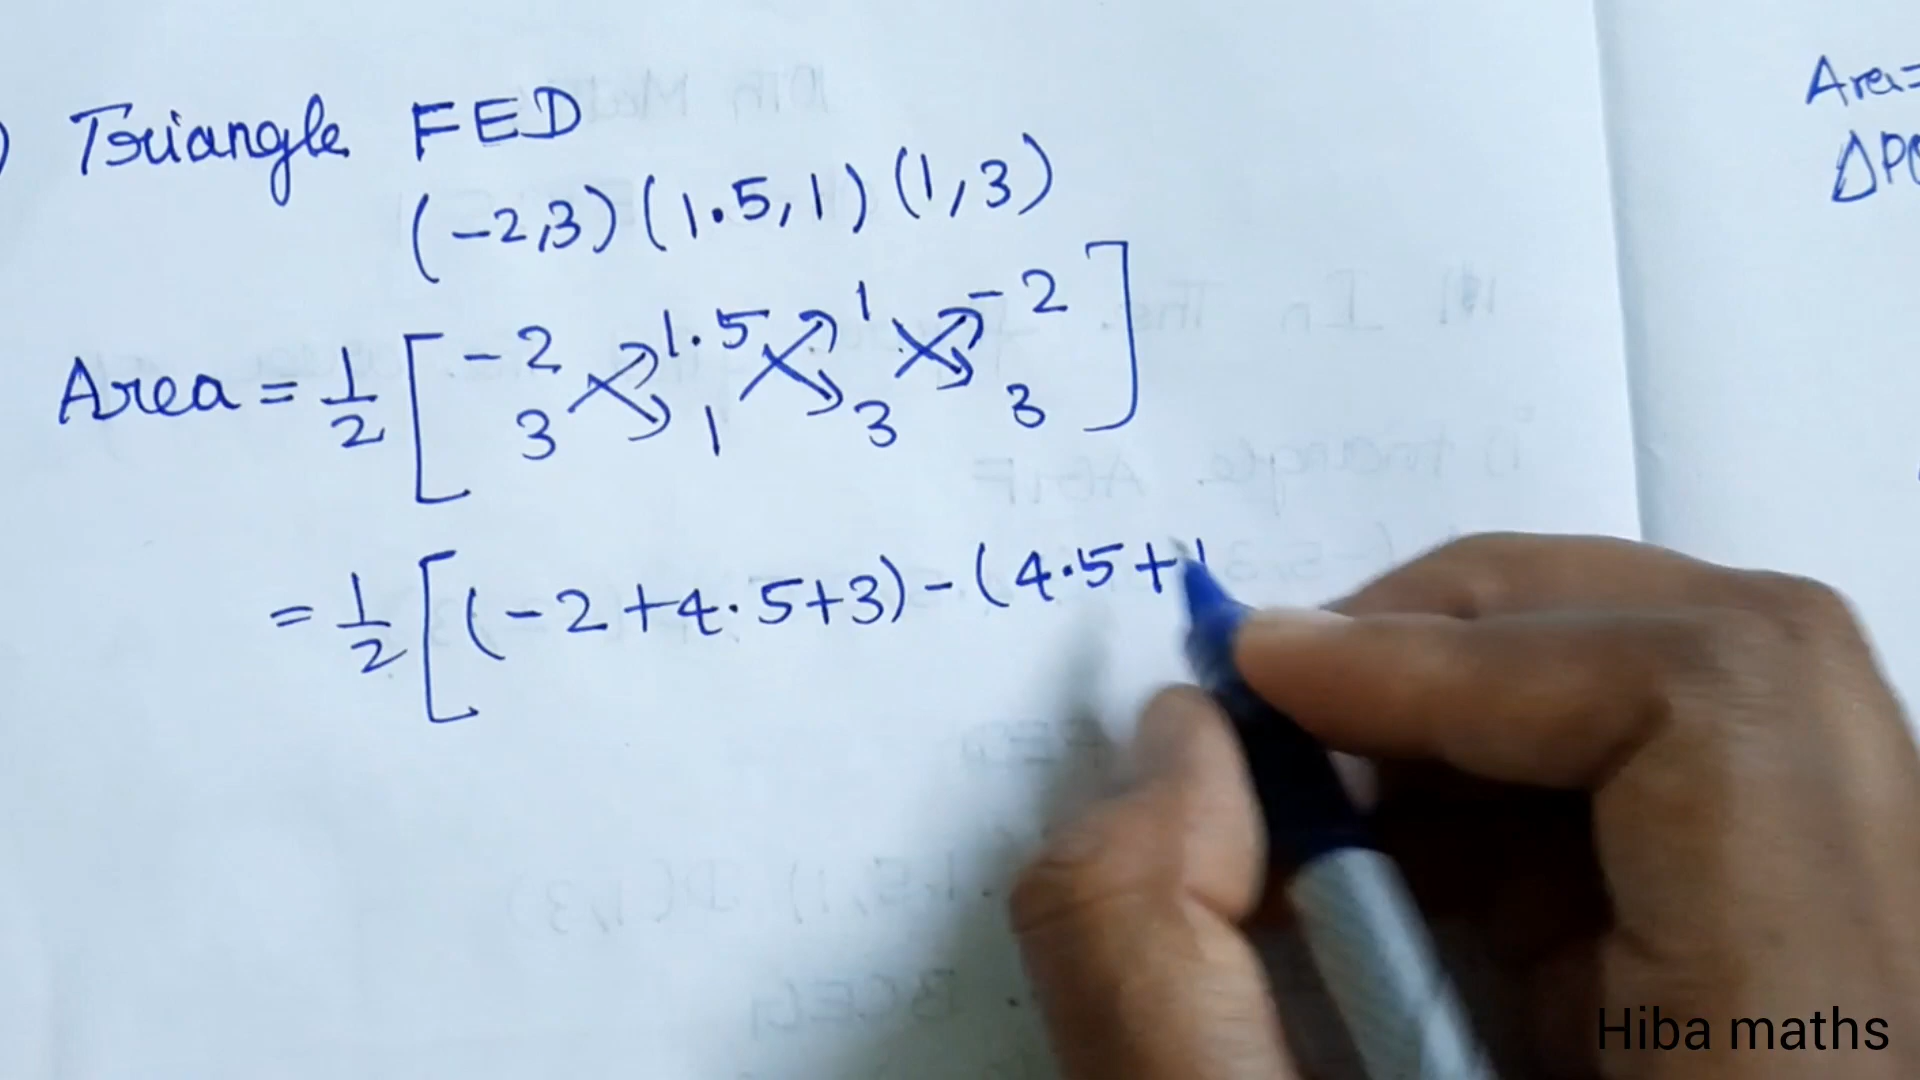 ) Triangle FED
(-2,3) (1.5,1) (1,3)
Area = 1/2 [ -2 1.5 1 -2 ]
3 1 3 3
= 1/2 [ (-2+4.5+3) - (4.5+1
Area=
Hiba maths